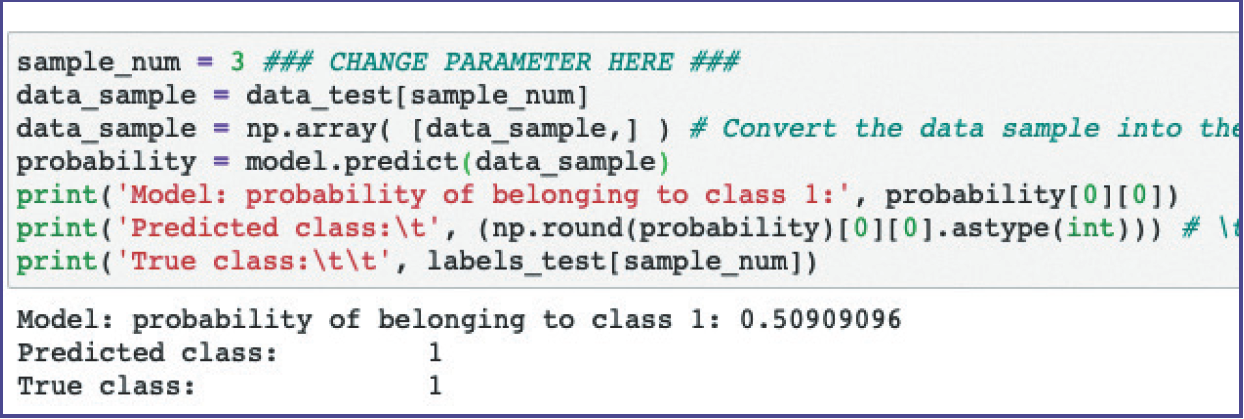 sample_num = 3 ### CHANGE PARAMETER HERE ###
data_sample = data_test[sample_num]
data_sample = np.array( [data_sample,] ) # Convert the data sample into the
probability = model.predict(data_sample)
print('Model: probability of belonging to class 1:', probability[0][0])
print('Predicted class:\t', (np.round(probability)[0][0].astype(int))) # \t
print('True class:\t\t', labels_test[sample_num])
Model: probability of belonging to class 1: 0.50909096
Predicted class: 1
True class: 1